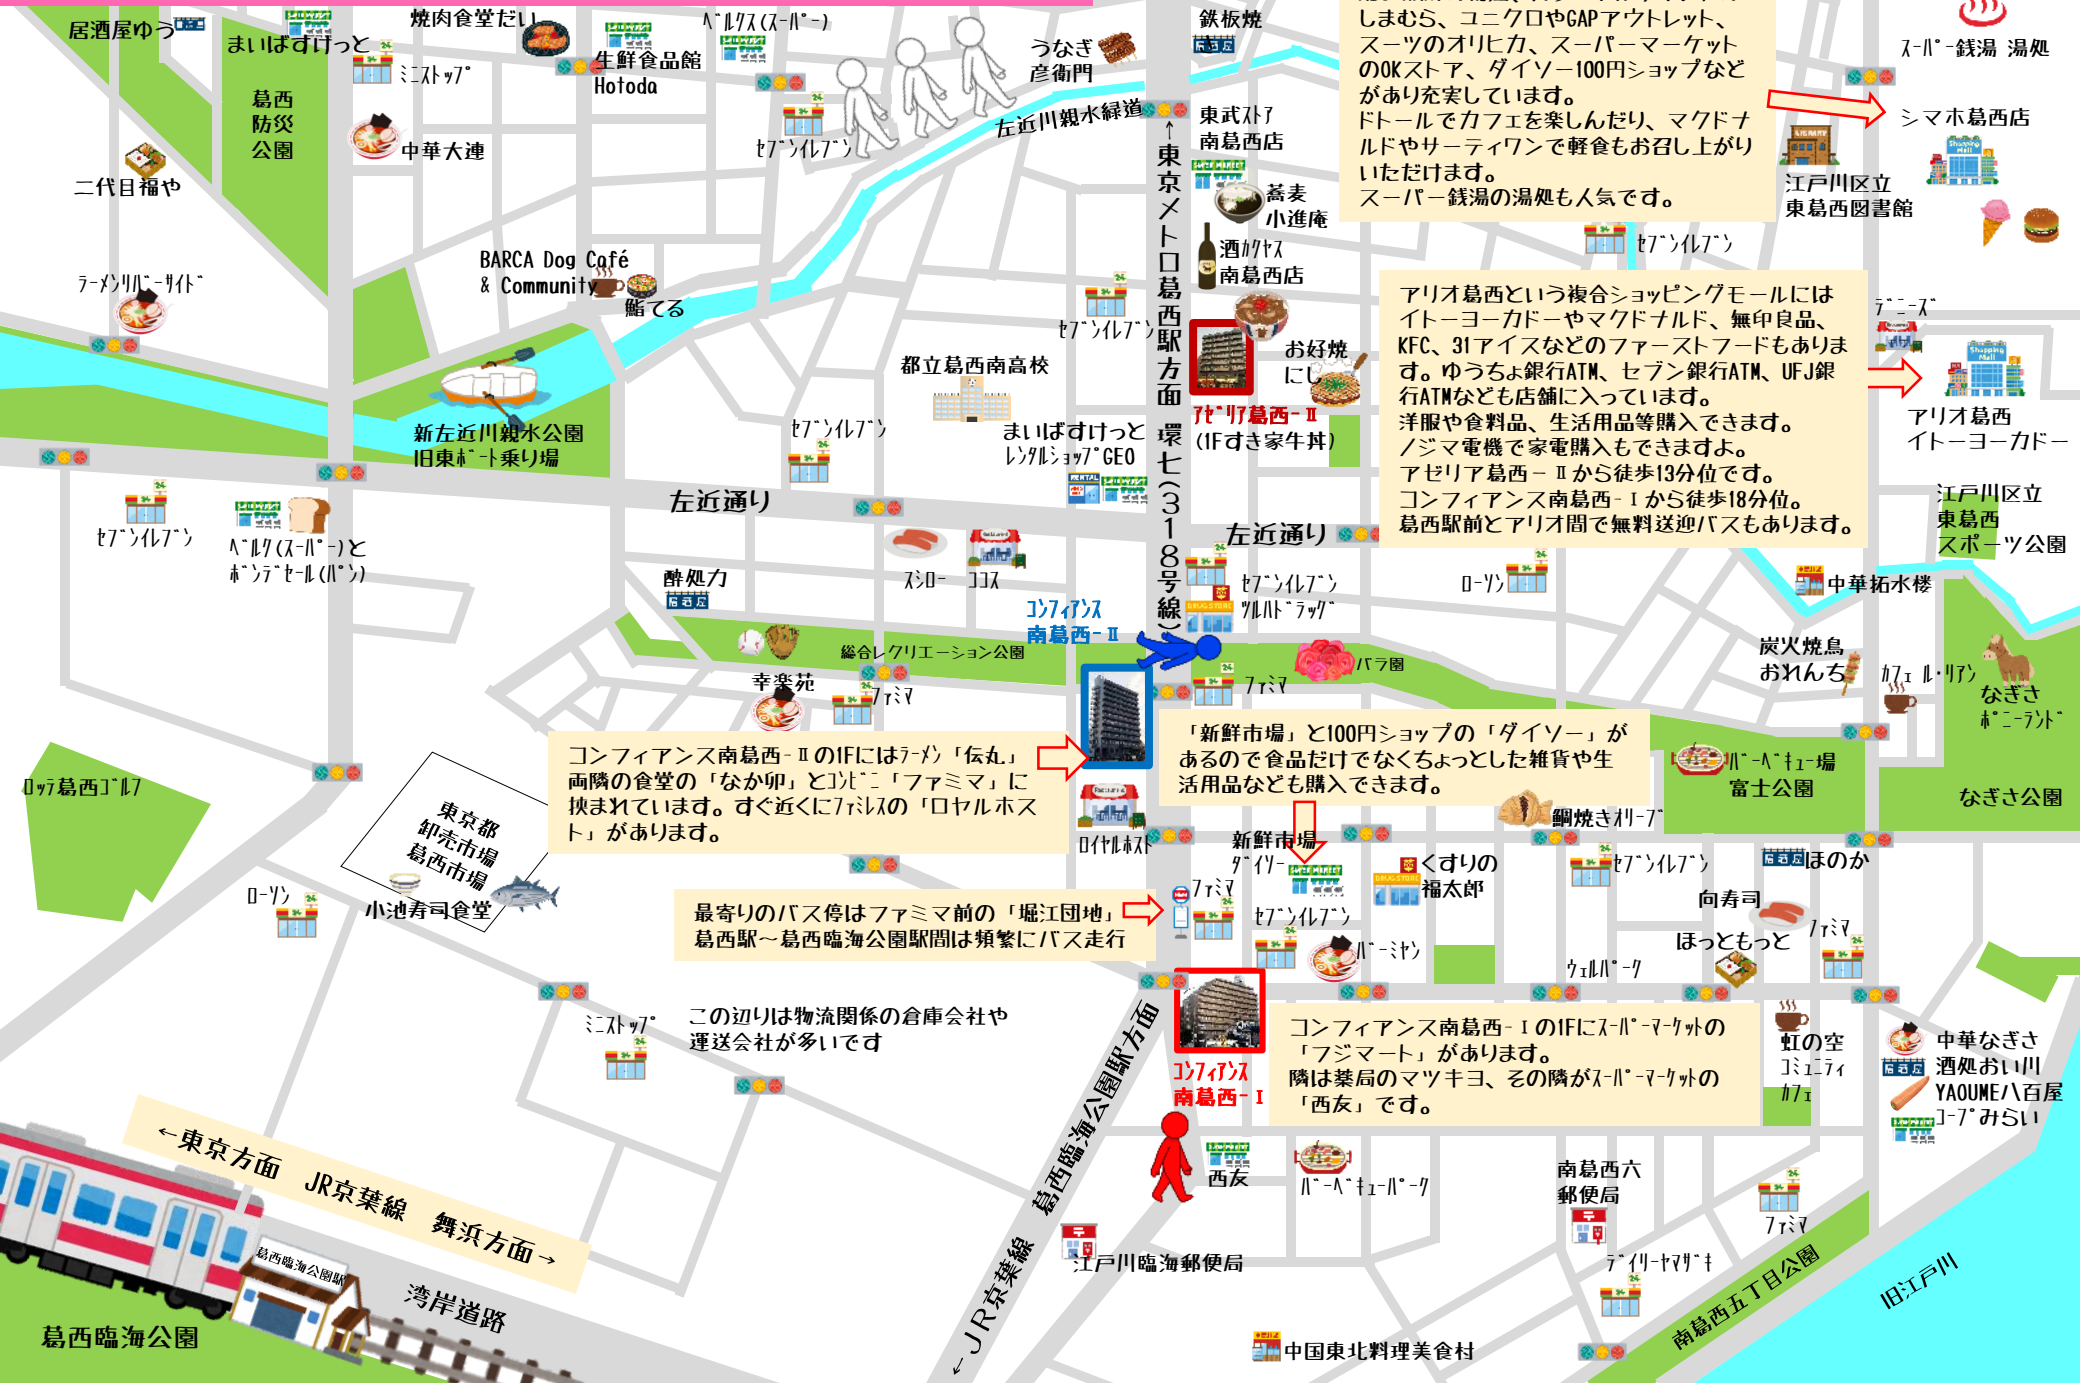 居酒屋ゆう
まいばすけっと
ミニストップ
焼肉食堂だい
生鮮食品館
Hotoda
ベルクス(スーパー)
セブンイレブン
うなぎ
彦衛門
左近川親水緑道
鉄板焼
しまむら、ユニクロやGAPアウトレット、
スーツのオリヒカ、スーパーマーケット
のOKストア、ダイソー100円ショップなど
があり充実しています。
ドトールでカフェを楽しんだり、マクドナ
ルドやサーティワンで軽食もお召し上がり
いただけます。
スーパー銭湯の湯処も人気です。
スーパー銭湯 湯処
シマホ葛西店
江戸川区立
東葛西図書館
セブンイレブン
葛西
防災
公園
中華大連
二代目福や
ラーメンリバーサイド
BARCA Dog Café
& Community
鮨てる
東武ストア
南葛西店
蕎麦
小進庵
酒カクヤス
南葛西店
←東京メトロ葛西駅方面 環七(318号線)
セブンイレブン
お好焼
にし
アゼリア葛西-Ⅱ
(1Fすき家牛丼)
アリオ葛西という複合ショッピングモールには
イトーヨーカドーやマクドナルド、無印良品、
KFC、31アイスなどのファーストフードもありま
す。ゆうちょ銀行ATM、セブン銀行ATM、UFJ銀
行ATMなども店舗に入っています。
洋服や食料品、生活用品等購入できます。
ノジマ電機で家電購入もできますよ。
アゼリア葛西－Ⅱから徒歩13分位です。
コンフィアンス南葛西-Ⅰから徒歩18分位。
葛西駅前とアリオ間で無料送迎バスもあります。
デニーズ
アリオ葛西
イトーヨーカドー
新左近川親水公園
旧東ボート乗り場
都立葛西南高校
セブンイレブン
まいばすけっと
レンタルショップGEO
左近通り
左近通り
セブンイレブン
ベルク(スーパー)と
ボンデセール(パン)
スシロー
ココス
酔処力
セブンイレブン
ツルハドラッグ
ローソン
江戸川区立
東葛西
スポーツ公園
中華拓水楼
コンフィアンス
南葛西-Ⅱ
総合レクリエーション公園
バラ園
幸楽苑
ファミマ
ファミマ
炭火焼鳥
おれんち
カフェ ル・リアン
なぎさ
ポニーランド
コンフィアンス南葛西-Ⅱの1Fにはラーメン「伝丸」
両隣の食堂の「なか卯」とコンビニ「ファミマ」に
挟まれています。すぐ近くにファミレスの「ロヤルホス
ト」があります。
「新鮮市場」と100円ショップの「ダイソー」が
あるので食品だけでなくちょっとした雑貨や生
活用品なども購入できます。
バーベキュー場
富士公園
なぎさ公園
ロッテ葛西ゴルフ
東京都
卸売市場
葛西市場
小池寿司食堂
ローソン
ロイヤルホスト
新鮮市場
ダイソー
ファミマ
セブンイレブン
くすりの
福太郎
鯛焼きオリーブ
セブンイレブン
ほのか
向寿司
ほっともっと
ファミマ
バーミヤン
ウェルパーク
最寄りのバス停はファミマ前の「堀江団地」
葛西駅～葛西臨海公園駅間は頻繁にバス走行
ミニストップ
この辺りは物流関係の倉庫会社や
運送会社が多いです
コンフィアンス
南葛西-Ⅰ
コンフィアンス南葛西-Ⅰの1Fにスーパーマーケットの
「フジマート」があります。
隣は薬局のマツキヨ、その隣がスーパーマーケットの
「西友」です。
虹の空
コミュニティ
カフェ
中華なぎさ
酒処おい川
YAOUME八百屋
コープみらい
西友
バーベキューパーク
南葛西六
郵便局
ファミマ
デイリーヤマザキ
江戸川臨海郵便局
中国東北料理美食村
←JR京葉線 葛西臨海公園駅方面
←東京方面 JR京葉線 舞浜方面→
葛西臨海公園駅
湾岸道路
葛西臨海公園
南葛西五丁目公園
旧江戸川